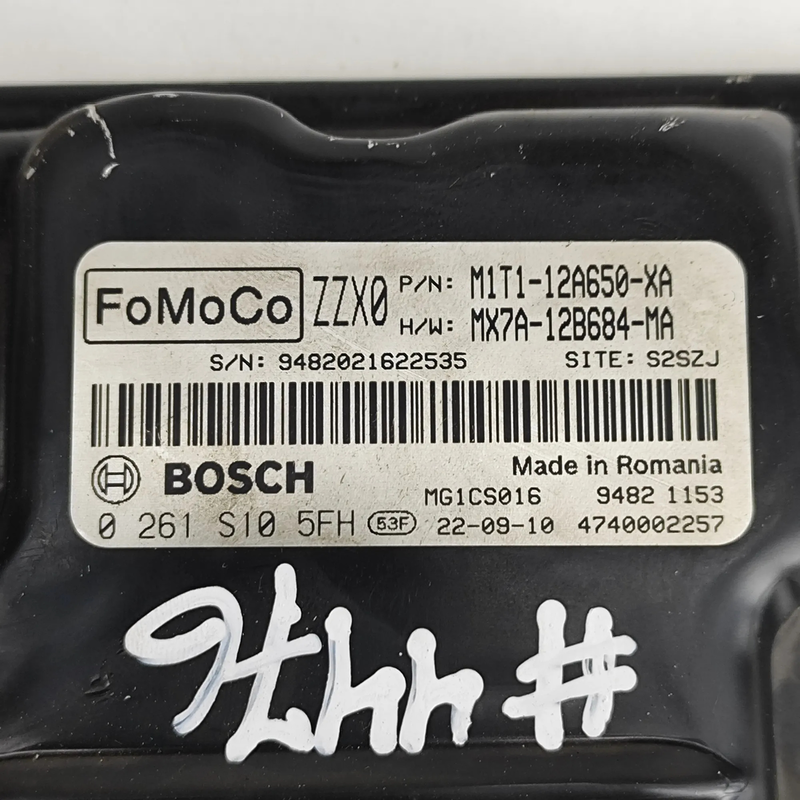 FoMoCo ZZX0 P/N: M1T1-12A650-XA
H/W: MX7A-12B684-MA
S/N: 9482021622535 SITE: S2SZJ
BOSCH Made in Romania
MG1CS016 9482 1153
0 261 S10 5FH 53F 22-09-10 4740002257
#4476